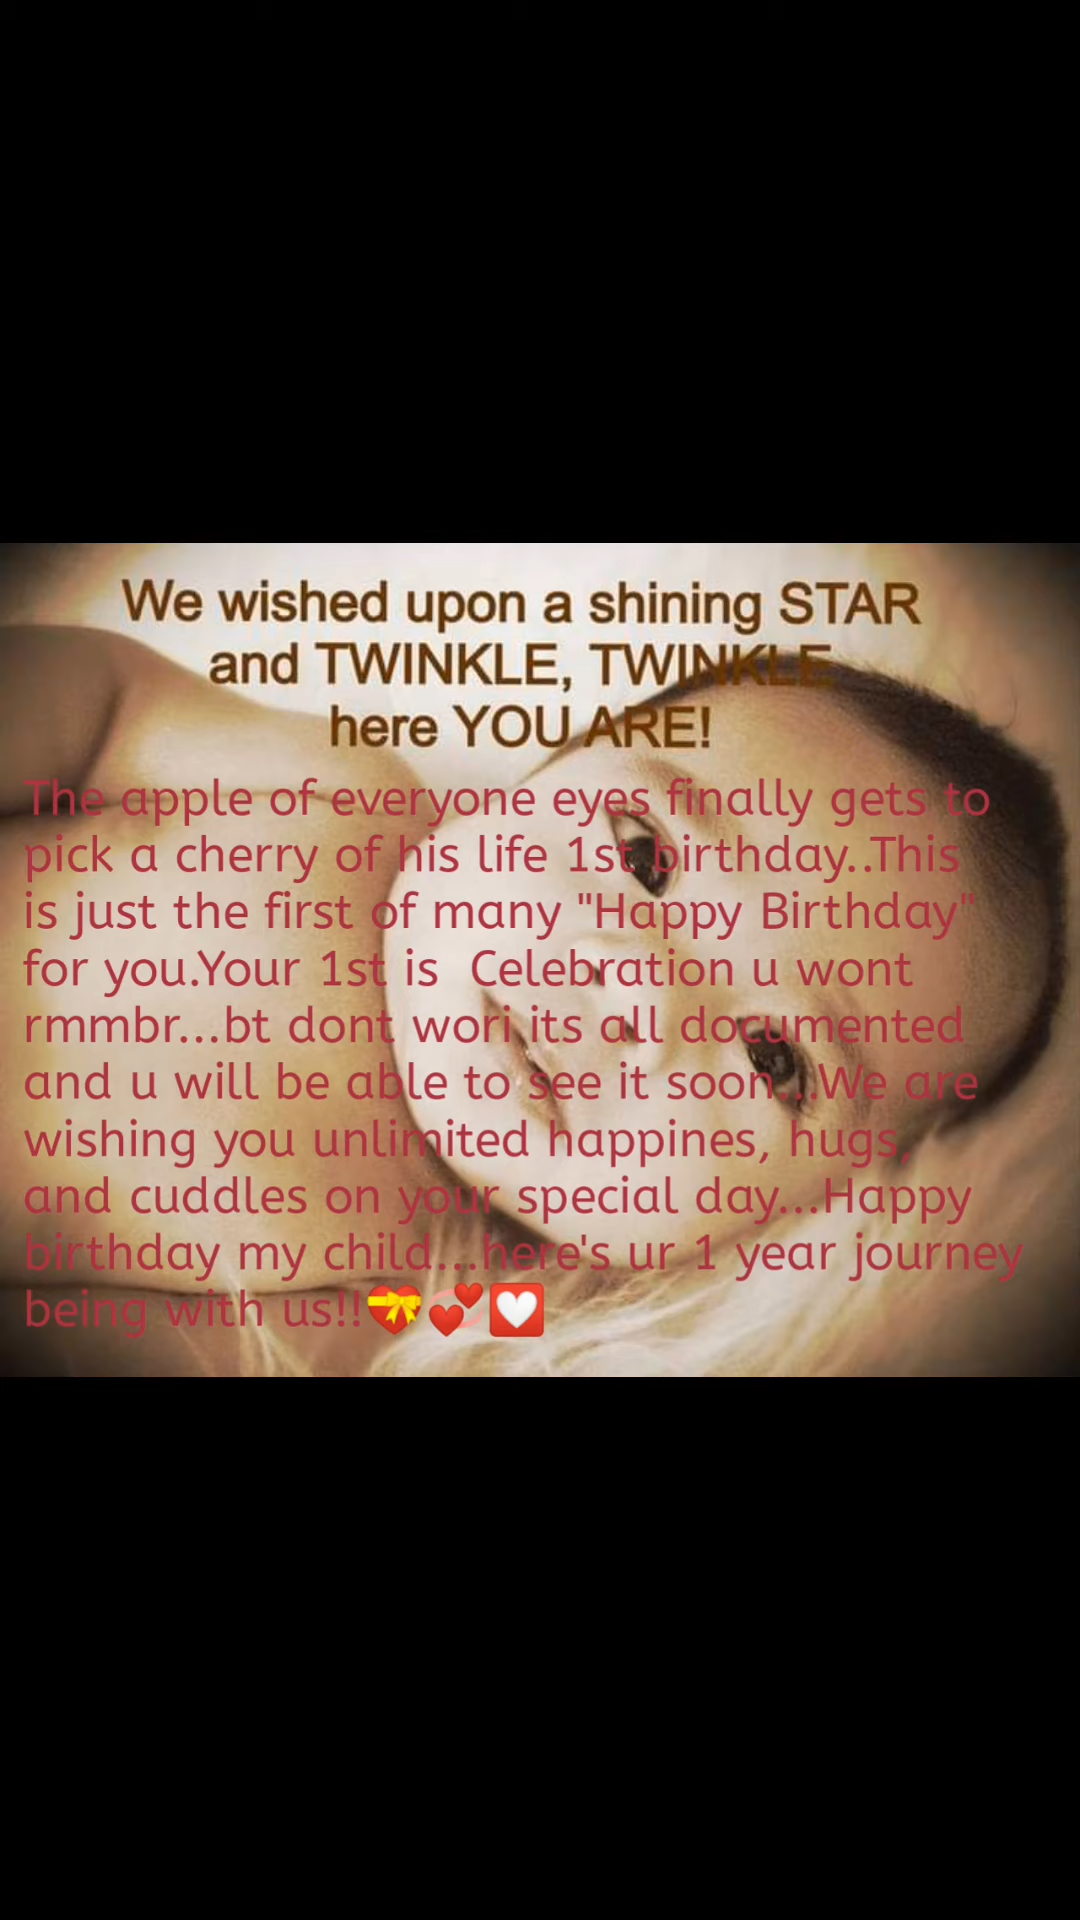 We wished upon a shining STAR
and TWINKLE, TWINKLE
here YOU ARE!
The apple of everyone eyes finally gets to
pick a cherry of his life 1st birthday..This
is just the first of many "Happy Birthday"
for you.Your 1st is  Celebration u wont
rmmbr...bt dont wori its all documented
and u will be able to see it soon...We are
wishing you unlimited happines, hugs,
and cuddles on your special day...Happy
birthday my child...here's ur 1 year journey
being with us!!💝💞💟